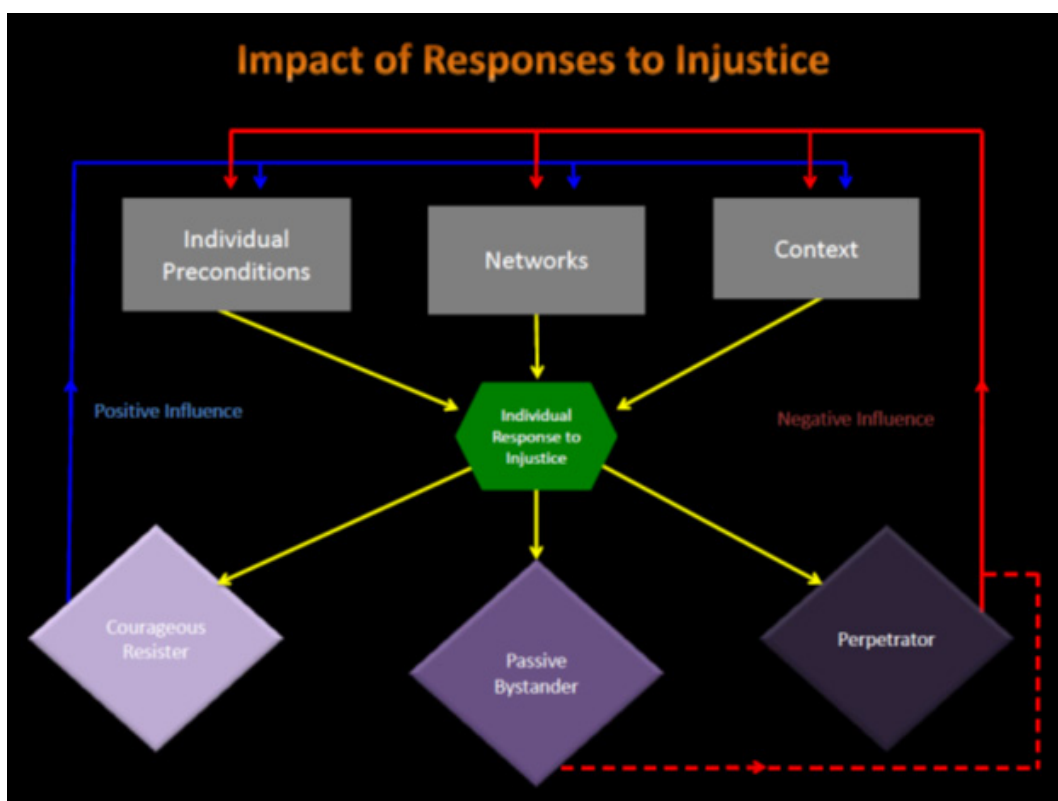 Impact of Responses to Injustice
Individual
Preconditions
Networks
Context
Positive Influence
Individual
Response to
Injustice
Negative Influence
Courageous
Resister
Passive
Bystander
Perpetrator